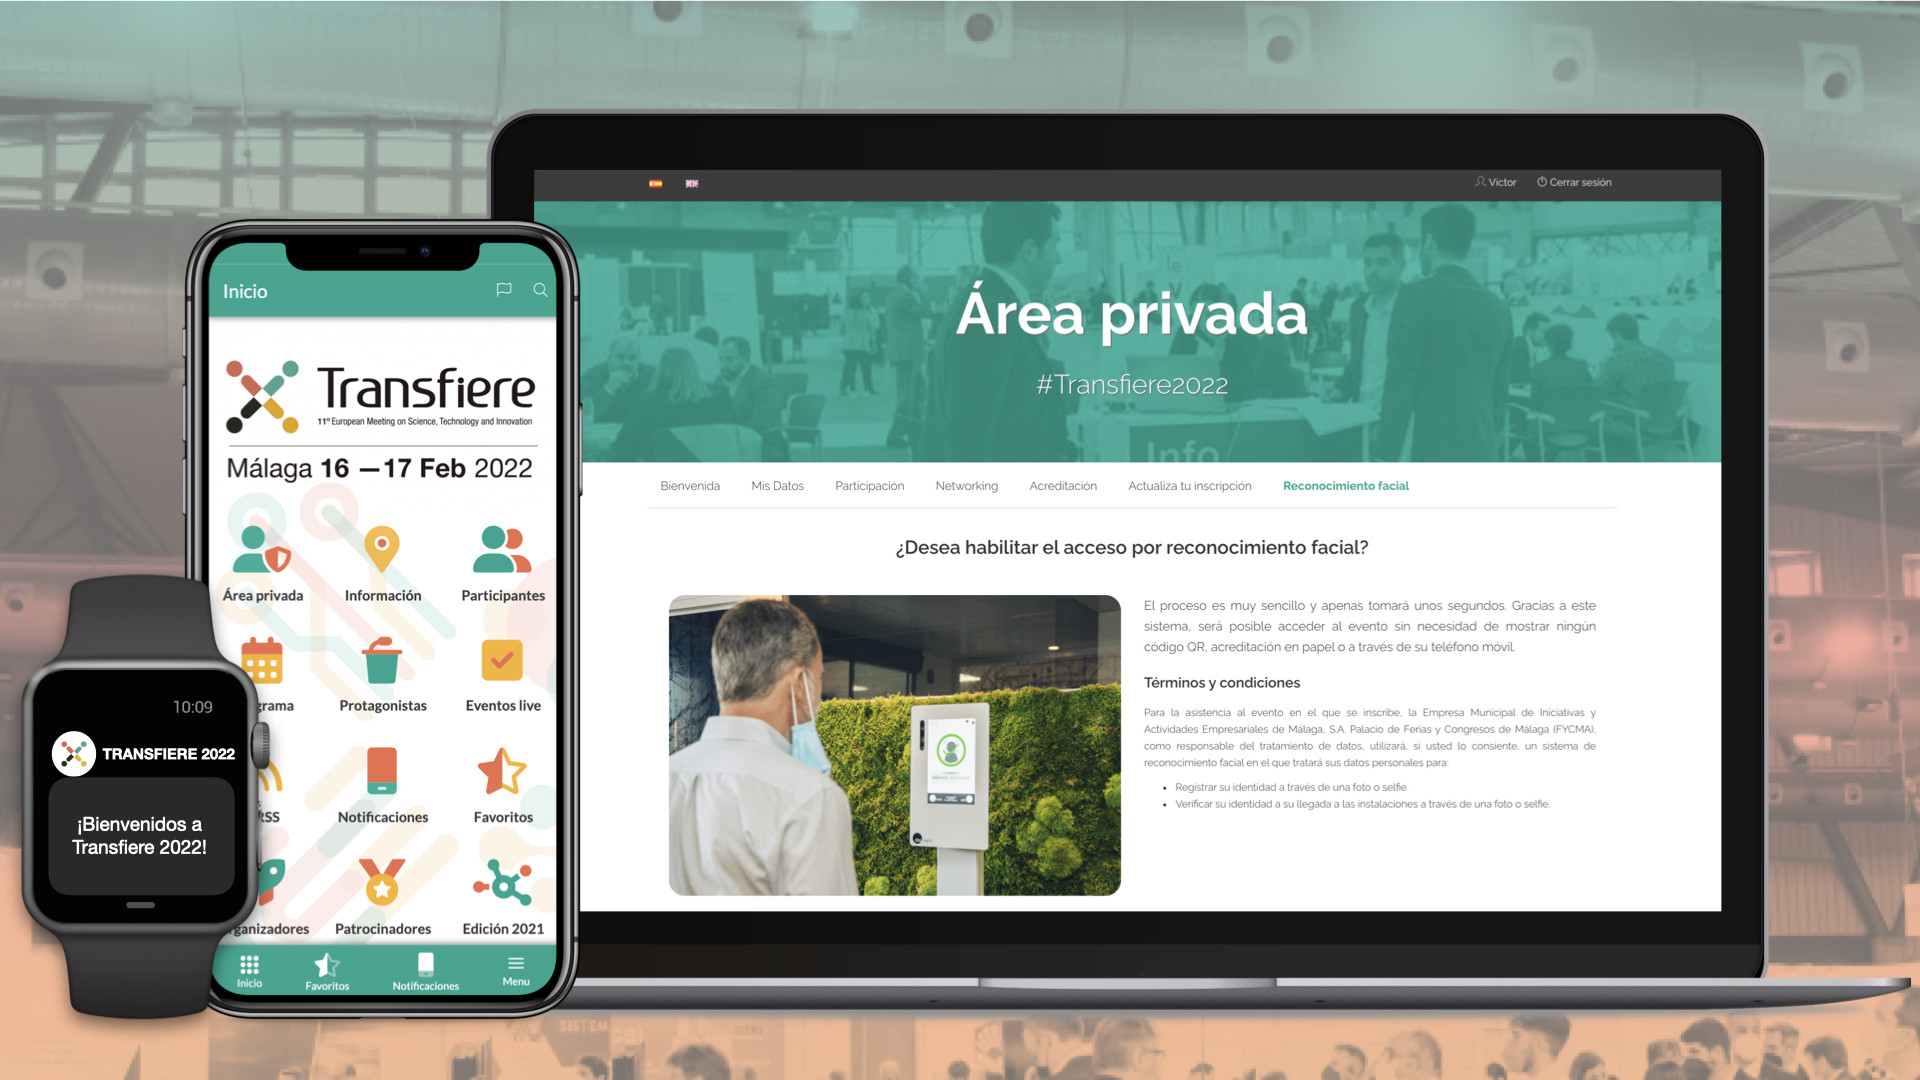 Victor
Cerrar sesión
Área privada
#Transfiere2022
Info
Bienvenida
Mis Datos
Participación
Networking
Acreditación
Actualiza tu inscripción
Reconocimiento facial
¿Desea habilitar el acceso por reconocimiento facial?
El proceso es muy sencillo y apenas tomará unos segundos. Gracias a este
sistema, será posible acceder al evento sin necesidad de mostrar ningún
código QR, acreditación en papel o a través de su teléfono móvil.
Términos y condiciones
Para la asistencia al evento en el que se inscribe, la Empresa Municipal de Iniciativas y
Actividades Empresariales de Málaga, S.A. Palacio de Ferias y Congresos de Málaga (FYCMA),
como responsable del tratamiento de datos, utilizará, si usted lo consiente, un sistema de
reconocimiento facial en el que tratará sus datos personales para:
• Registrar su identidad a través de una foto o selfie.
• Verificar su identidad a su llegada a las instalaciones a través de una foto o selfie.
Inicio
Transfiere
11º European Meeting on Science, Technology and Innovation
Málaga 16 – 17 Feb 2022
Área privada
Información
Participantes
grama
Protagonistas
Eventos live
RSS
Notificaciones
Favoritos
ganizadores
Patrocinadores
Edición 2021
Inicio
Favoritos
Notificaciones
Menu
10:09
TRANSFIERE 2022
¡Bienvenidos a
Transfiere 2022!